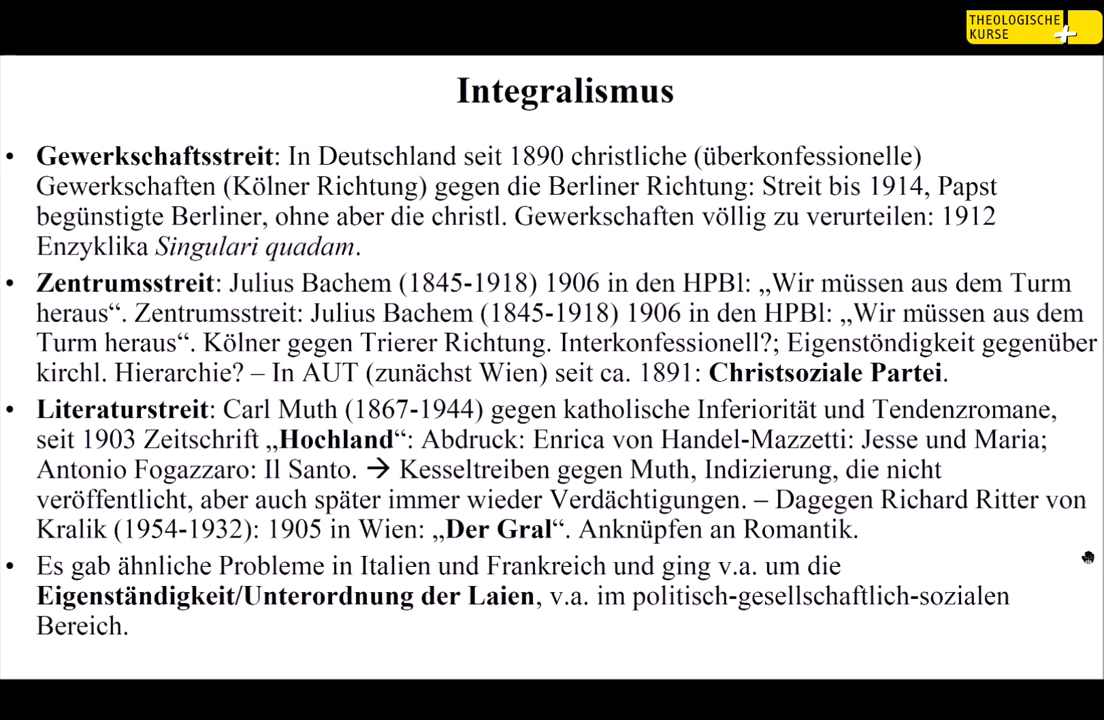 THEOLOGISCHE
KURSE
Integralismus
• Gewerkschaftsstreit: In Deutschland seit 1890 christliche (überkonfessionelle)
Gewerkschaften (Kölner Richtung) gegen die Berliner Richtung: Streit bis 1914, Papst
begünstigte Berliner, ohne aber die christl. Gewerkschaften völlig zu verurteilen: 1912
Enzyklika Singulari quadam.
• Zentrumsstreit: Julius Bachem (1845-1918) 1906 in den HPBl: „Wir müssen aus dem Turm
heraus“. Zentrumsstreit: Julius Bachem (1845-1918) 1906 in den HPBl: „Wir müssen aus dem
Turm heraus“. Kölner gegen Trierer Richtung. Interkonfessionell?; Eigenstöndigkeit gegenüber
kirchl. Hierarchie? – In AUT (zunächst Wien) seit ca. 1891: Christsoziale Partei.
• Literaturstreit: Carl Muth (1867-1944) gegen katholische Inferiorität und Tendenzromane,
seit 1903 Zeitschrift „Hochland“: Abdruck: Enrica von Handel-Mazzetti: Jesse und Maria;
Antonio Fogazzaro: Il Santo. → Kesseltreiben gegen Muth, Indizierung, die nicht
veröffentlicht, aber auch später immer wieder Verdächtigungen. – Dagegen Richard Ritter von
Kralik (1954-1932): 1905 in Wien: „Der Gral“. Anknüpfen an Romantik.
• Es gab ähnliche Probleme in Italien und Frankreich und ging v.a. um die
Eigenständigkeit/Unterordnung der Laien, v.a. im politisch-gesellschaftlich-sozialen
Bereich.